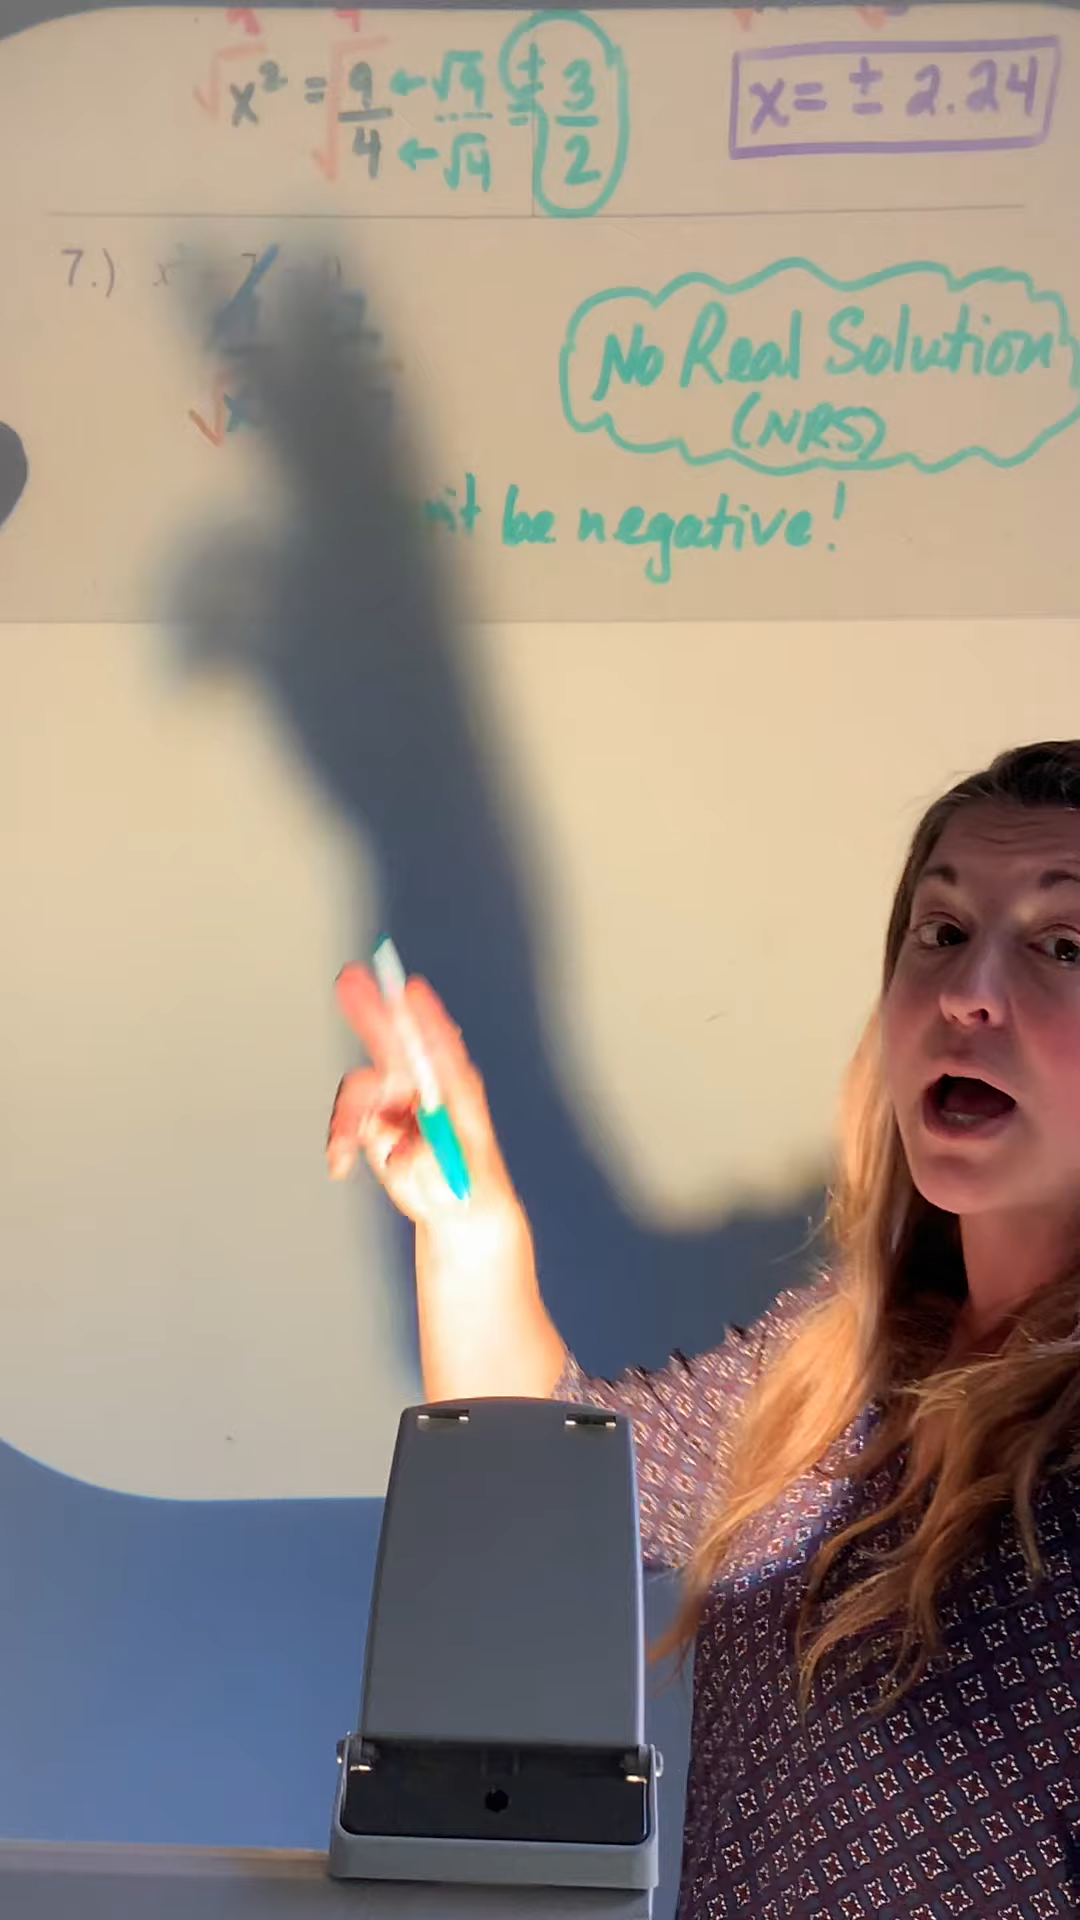 √x² = √9/4 ← √9 / ← √4 = ± 3/2
x = ± 2.24
7.) x
√x
No Real Solution
(NRS)
be negative!